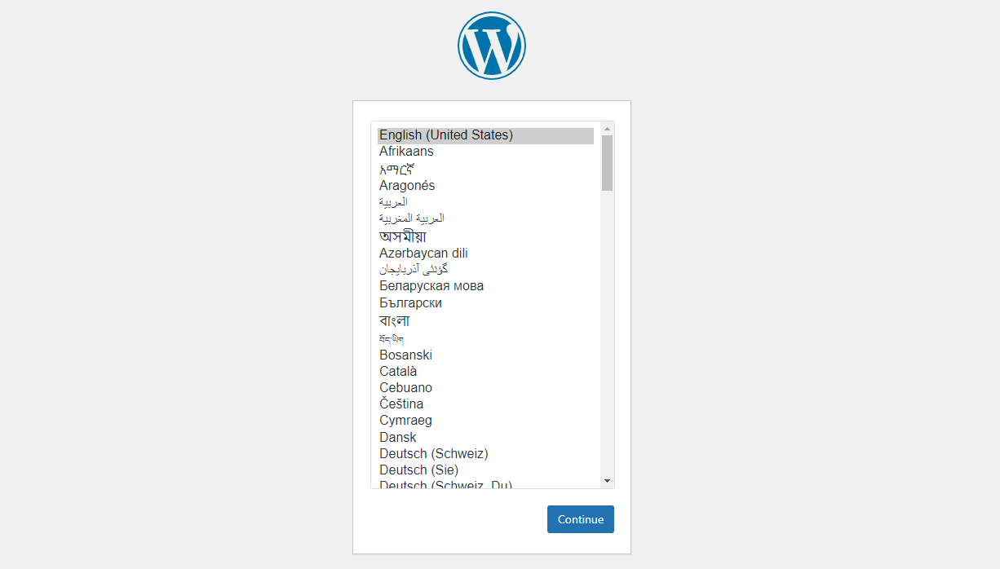 English (United States)
Afrikaans
አማርኛ
Aragonés
العربية
العربية المغربية
অসমীয়া
Azərbaycan dili
گؤنئی آذربایجان
Беларуская мова
Български
বাংলা
བོད་ཡིག
Bosanski
Català
Cebuano
Čeština
Cymraeg
Dansk
Deutsch (Schweiz)
Deutsch (Sie)
Deutsch (Schweiz, Du)
Continue